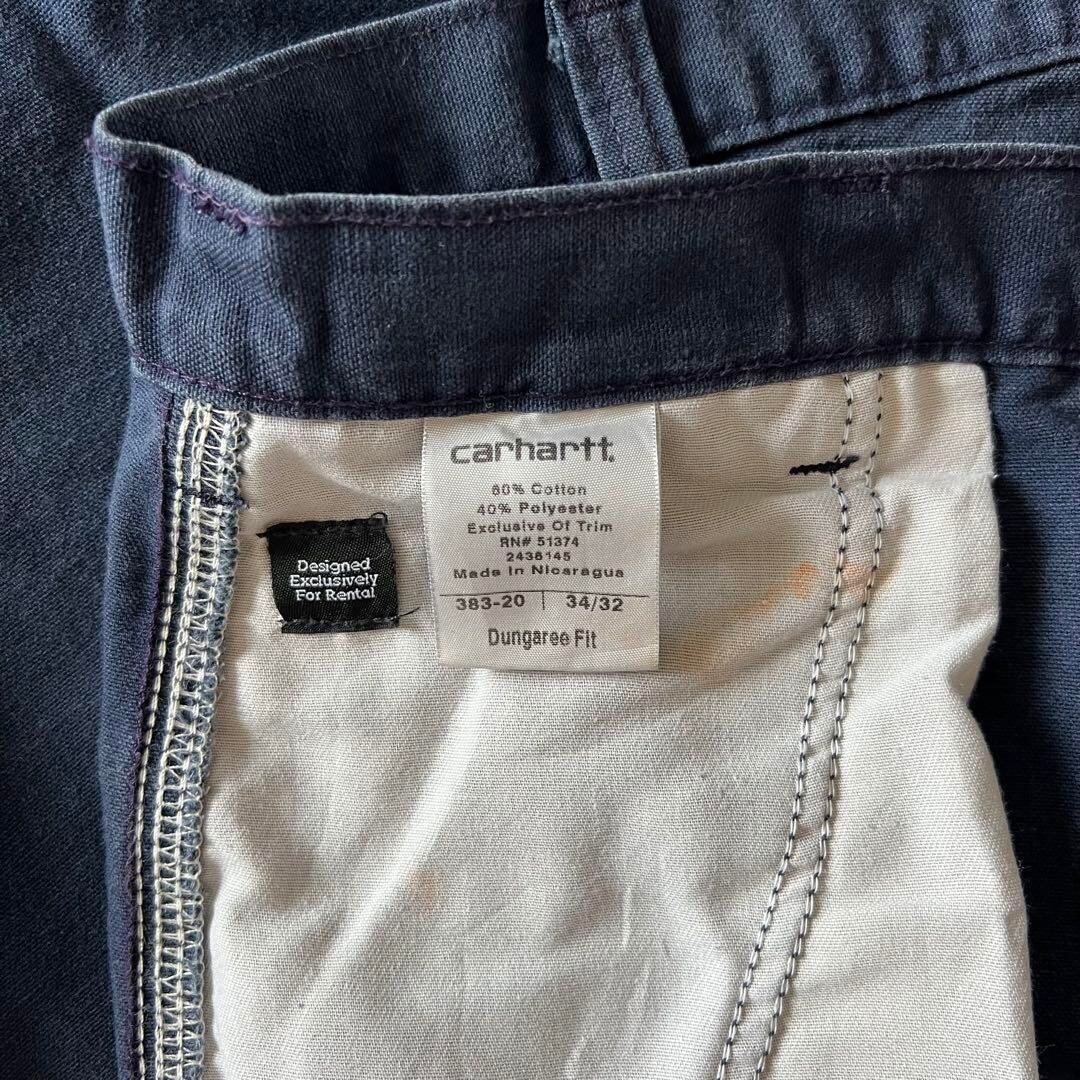 carhartt.
60% Cotton
40% Polyester
Exclusive Of Trim
RN# 51374
2436145
Made In Nicaragua
383-20 | 34/32
Dungaree Fit
Designed
Exclusively
For Rental